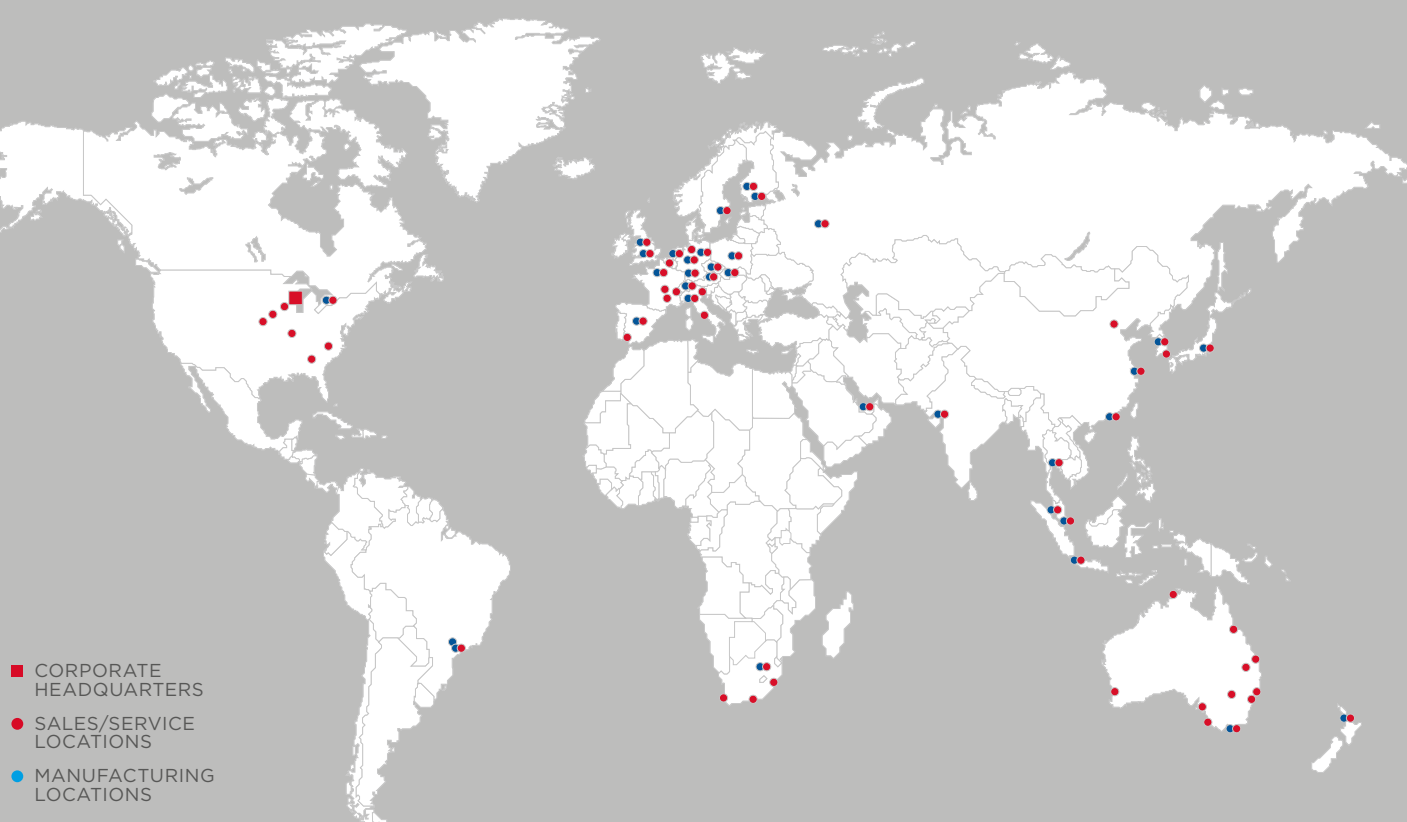 CORPORATE
HEADQUARTERS
SALES/SERVICE
LOCATIONS
MANUFACTURING
LOCATIONS